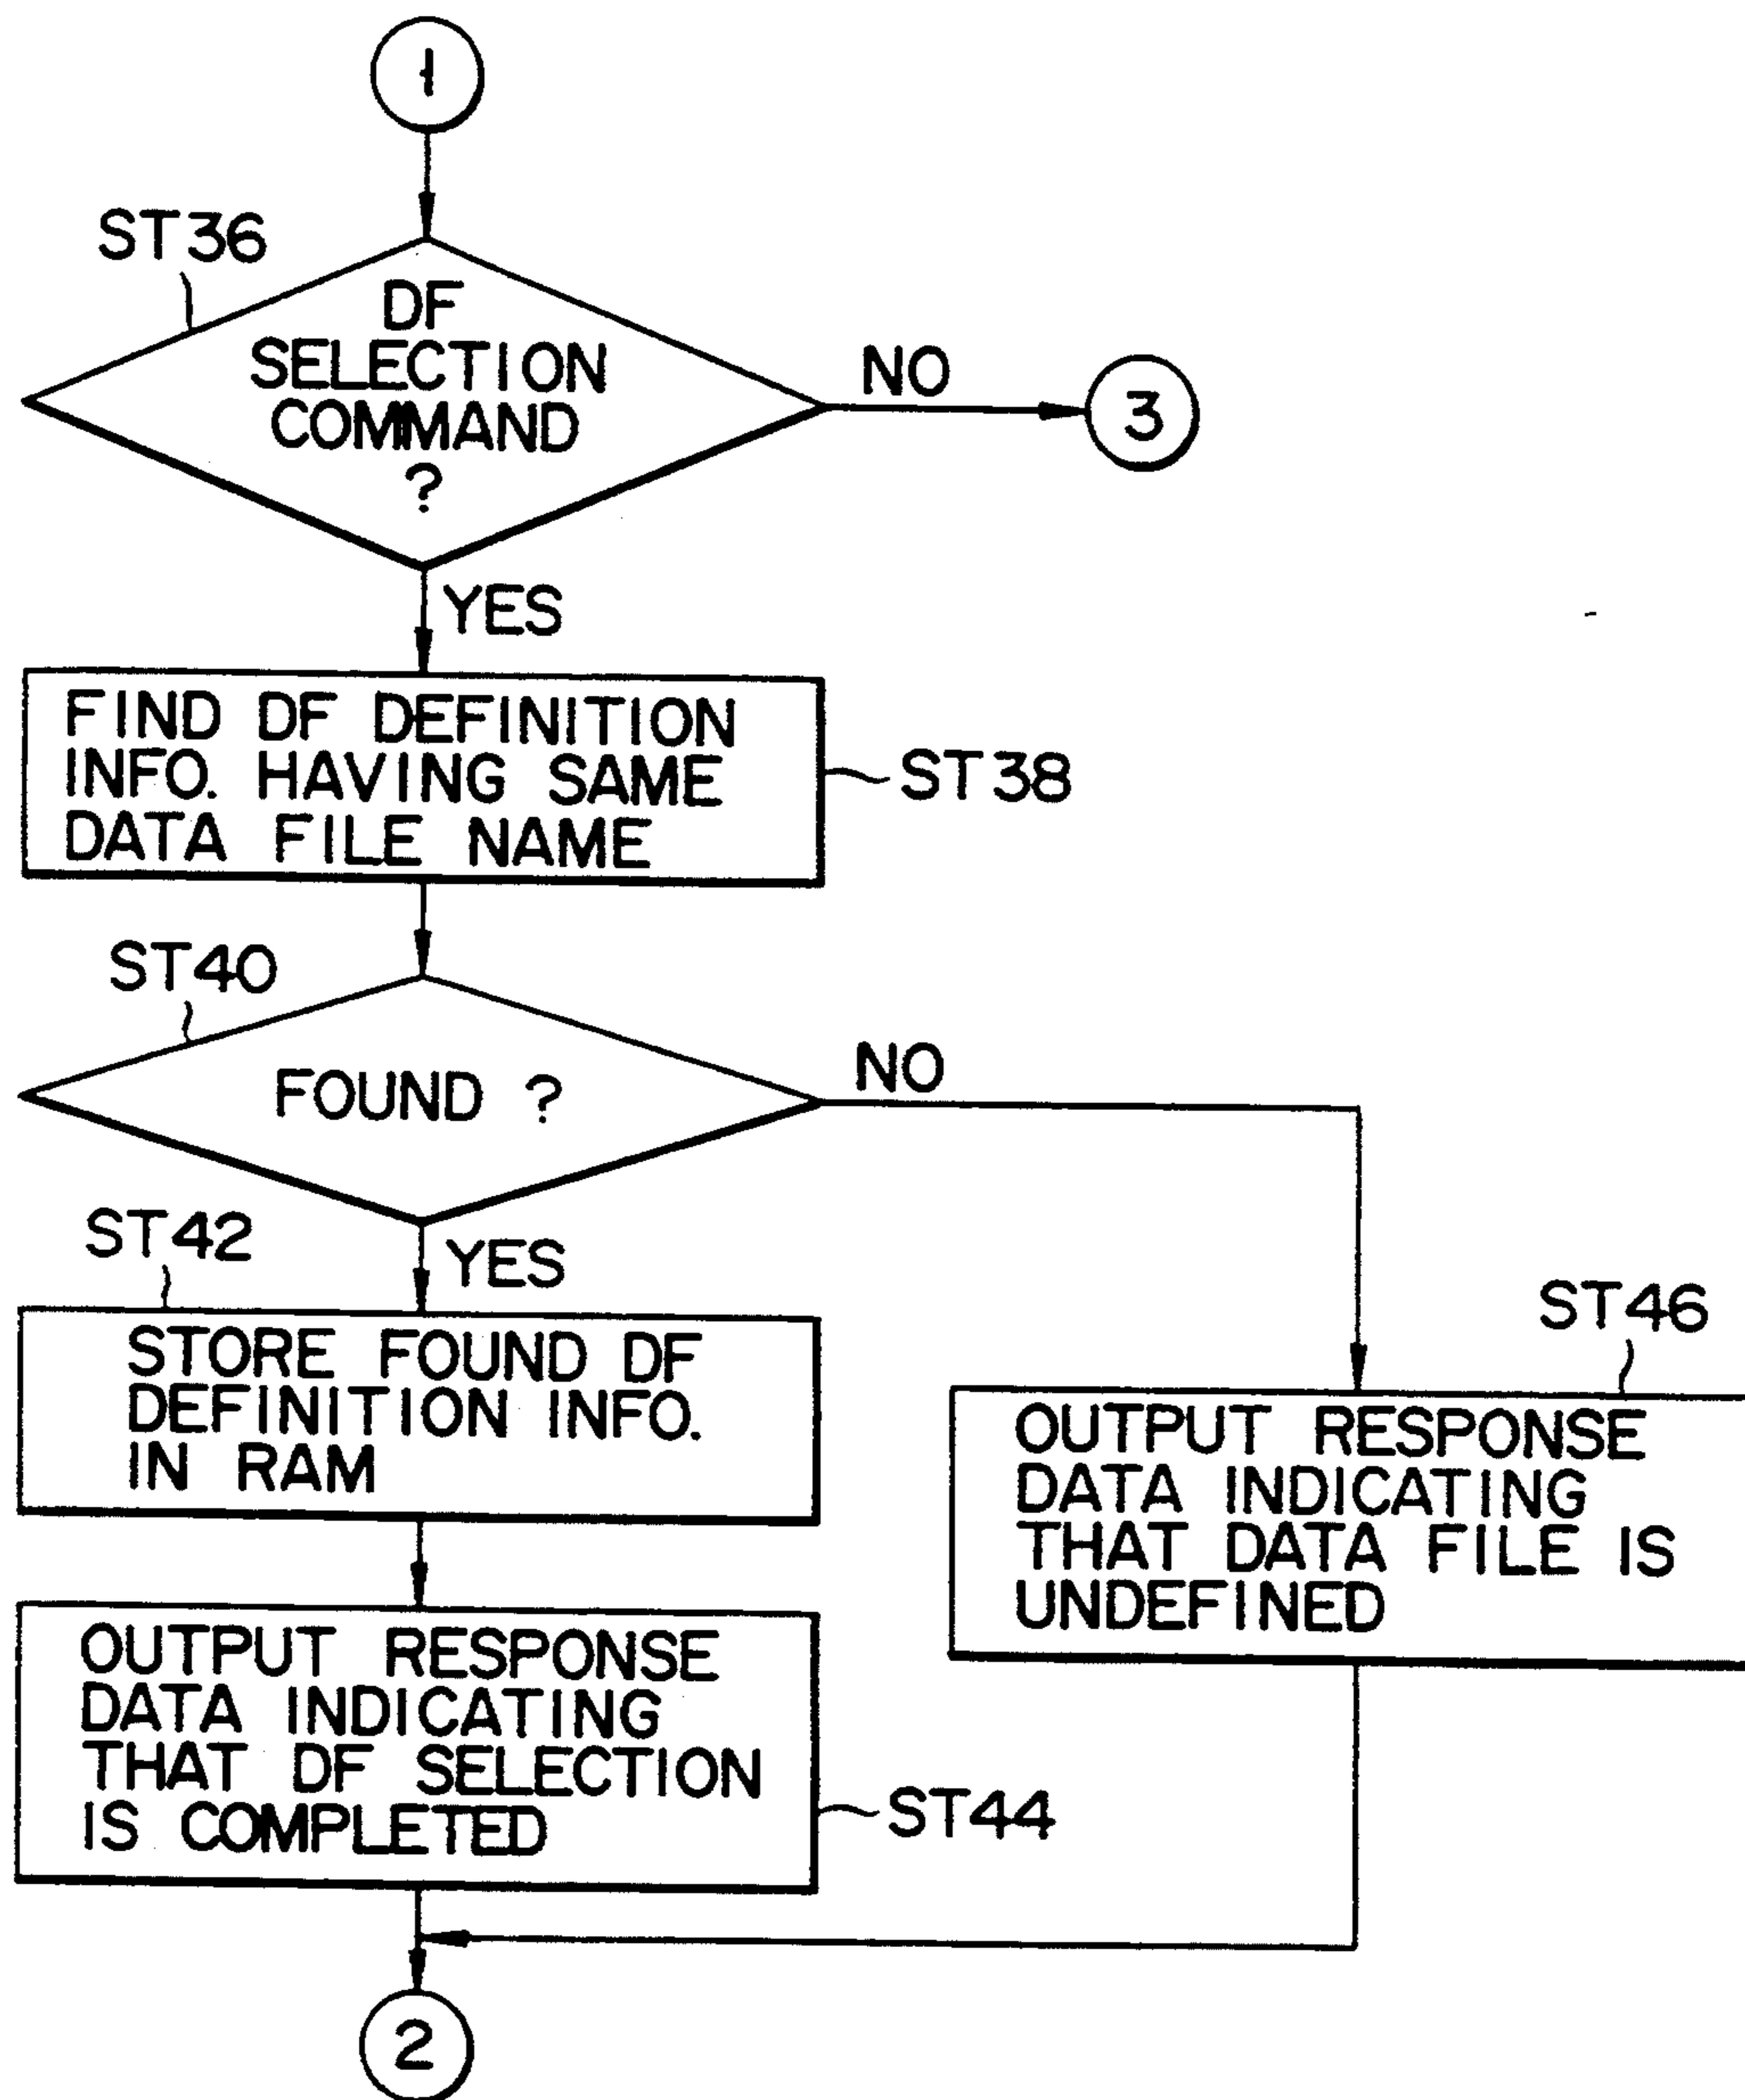 1
ST36
DF
SELECTION
COMMAND
?
NO
3
YES
FIND DF DEFINITION
INFO. HAVING SAME
DATA FILE NAME
ST38
ST40
FOUND ?
NO
ST42
YES
STORE FOUND DF
DEFINITION INFO.
IN RAM
ST46
OUTPUT RESPONSE
DATA INDICATING
THAT DATA FILE IS
UNDEFINED
OUTPUT RESPONSE
DATA INDICATING
THAT DF SELECTION
IS COMPLETED
ST44
2